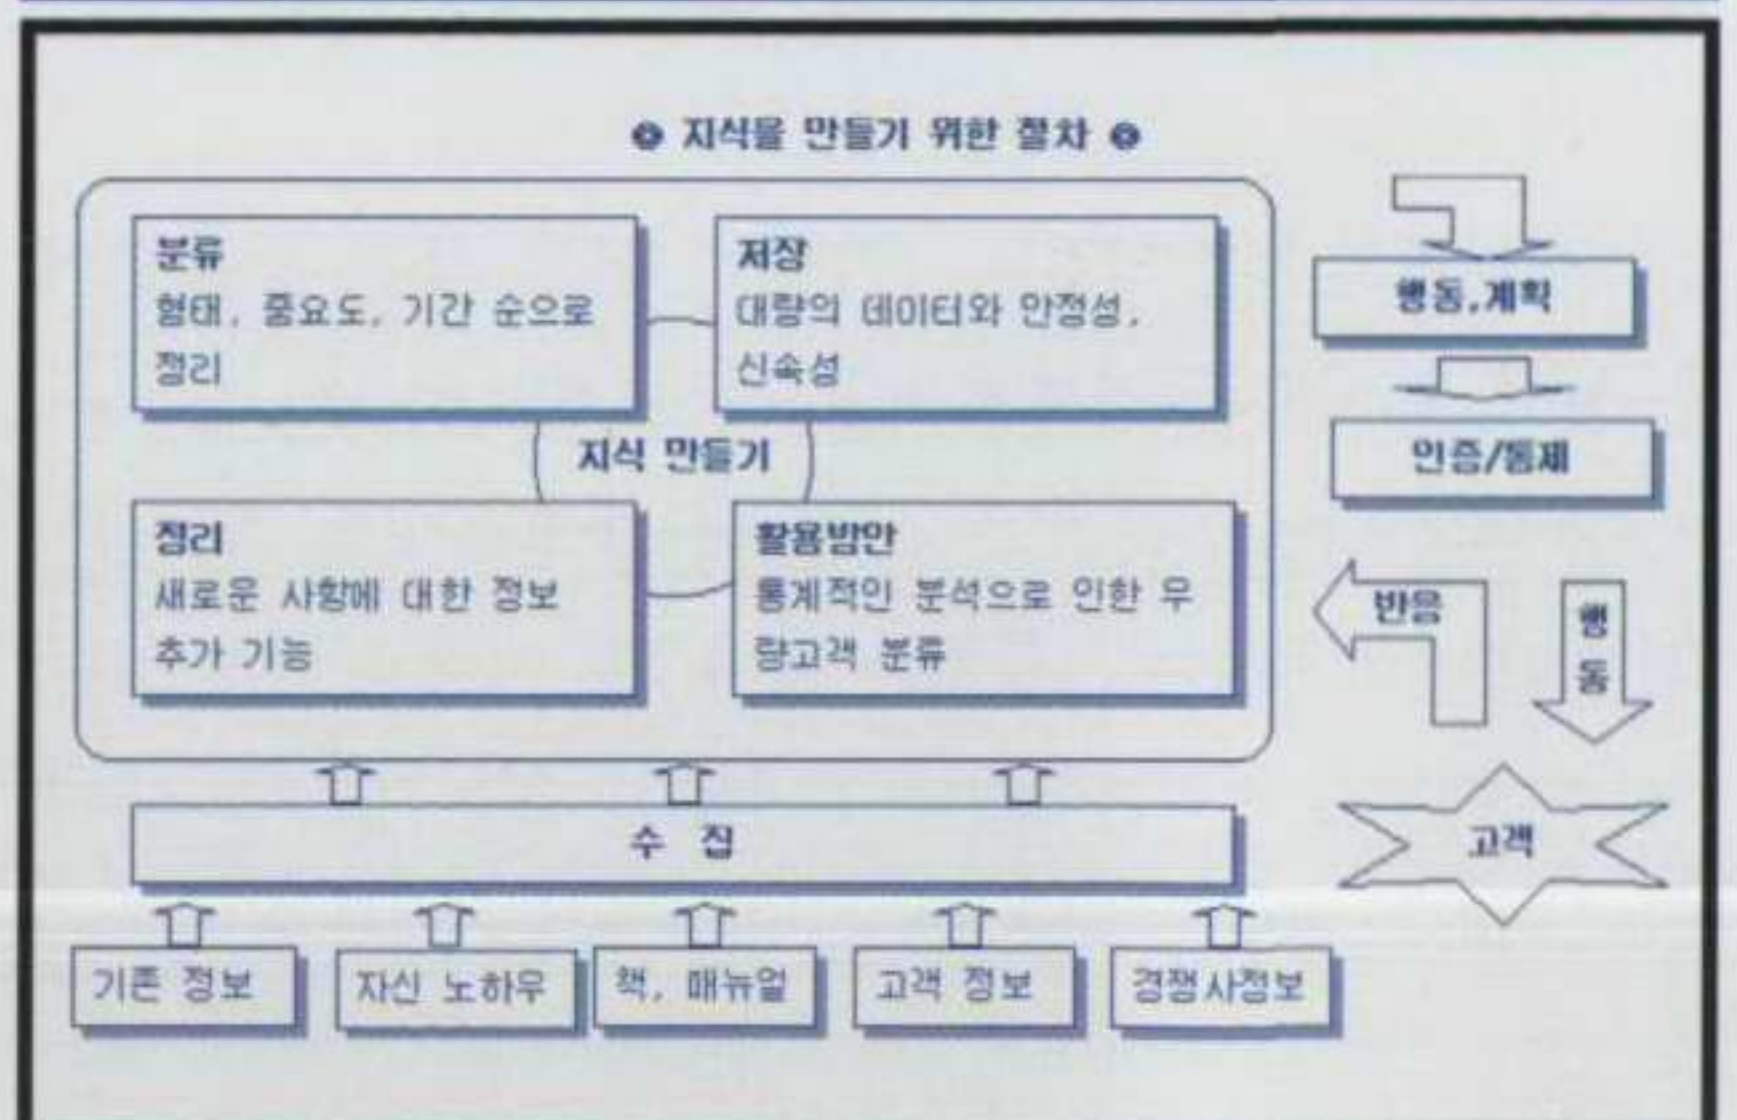 지식을 만들기 위한 절차
분류
형태, 중요도, 기간 순으로
정리
저장
대량의 데이터와 안정성,
신속성
지식 만들기
정리
새로운 사항에 대한 정보
추가 기능
활용방안
통계적인 분석으로 인한 우
량고객 분류
수 집
기존 정보
자신 노하우
책, 매뉴얼
고객 정보
경쟁사정보
행동,계획
인증/통제
반응
행
동
고객